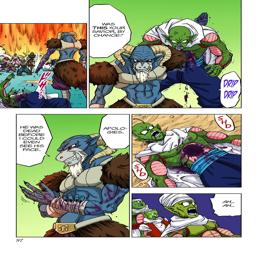 WAS
THIS YOUR
SAVIOR, BY
CHANCE?
DRIP
DRIP
HE WAS
DEAD
BEFORE
I COULD
EVEN
SEE HIS
FACE.
APOLO-
GIES...
AH...
AH...